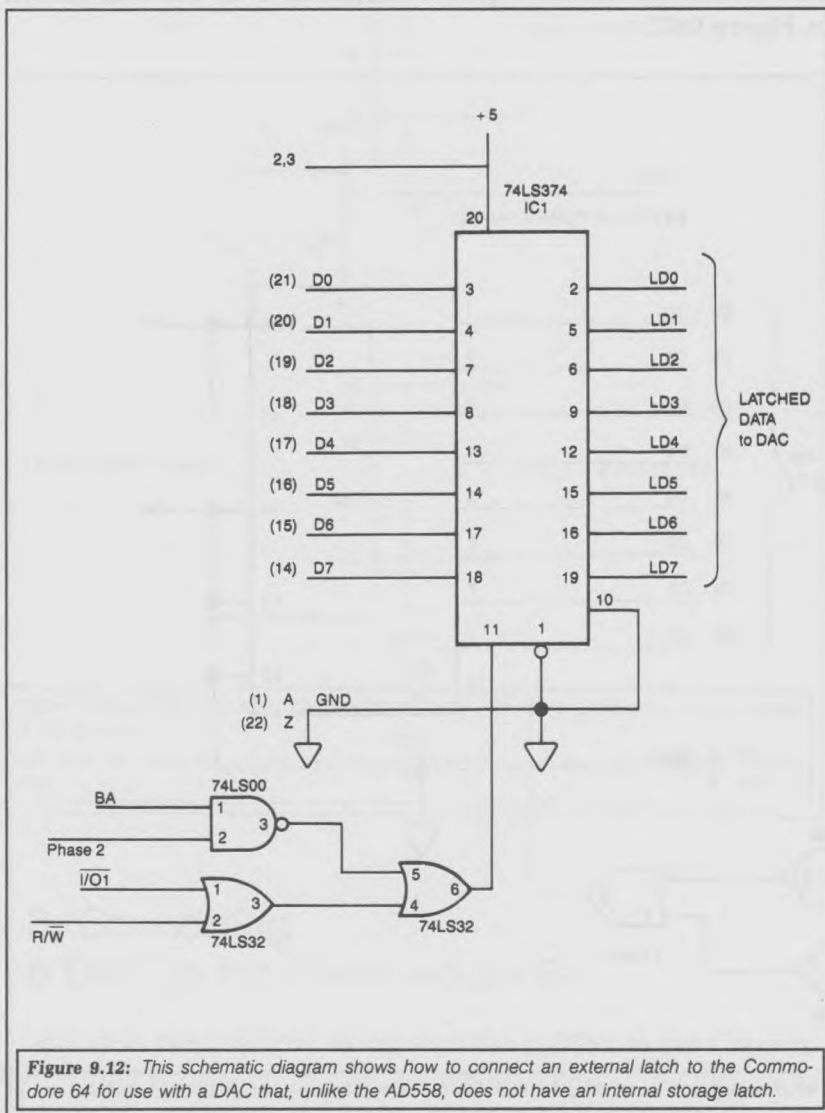 +5
2,3
74LS374
IC1
20
(21) D0 3 2 LD0
(20) D1 4 5 LD1
(19) D2 7 6 LD2
(18) D3 8 9 LD3
(17) D4 13 12 LD4
(16) D5 14 15 LD5
(15) D6 17 16 LD6
(14) D7 18 19 LD7
LATCHED
DATA
to DAC
10
11 1
(1) A GND
(22) Z
74LS00
BA 1
3
Phase 2 2
I/O1 1
3
R/W 2
74LS32
5
6
4
74LS32
Figure 9.12: This schematic diagram shows how to connect an external latch to the Commo-
dore 64 for use with a DAC that, unlike the AD558, does not have an internal storage latch.